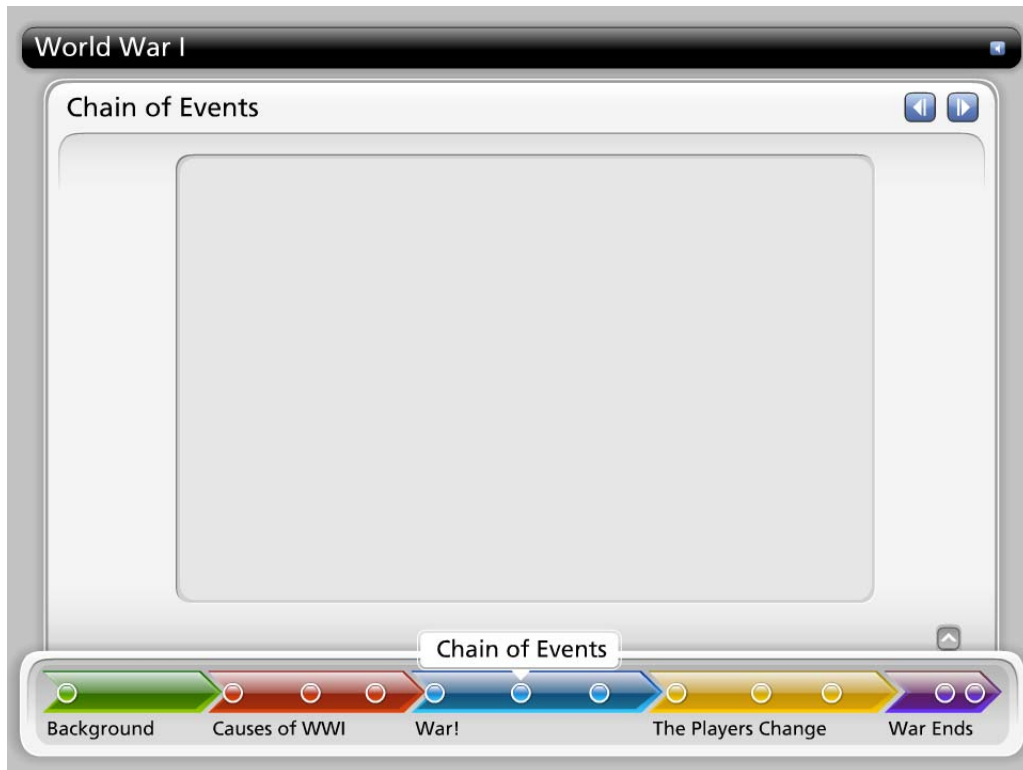 World War I
Chain of Events
Chain of Events
Background
Causes of WWI
War!
The Players Change
War Ends